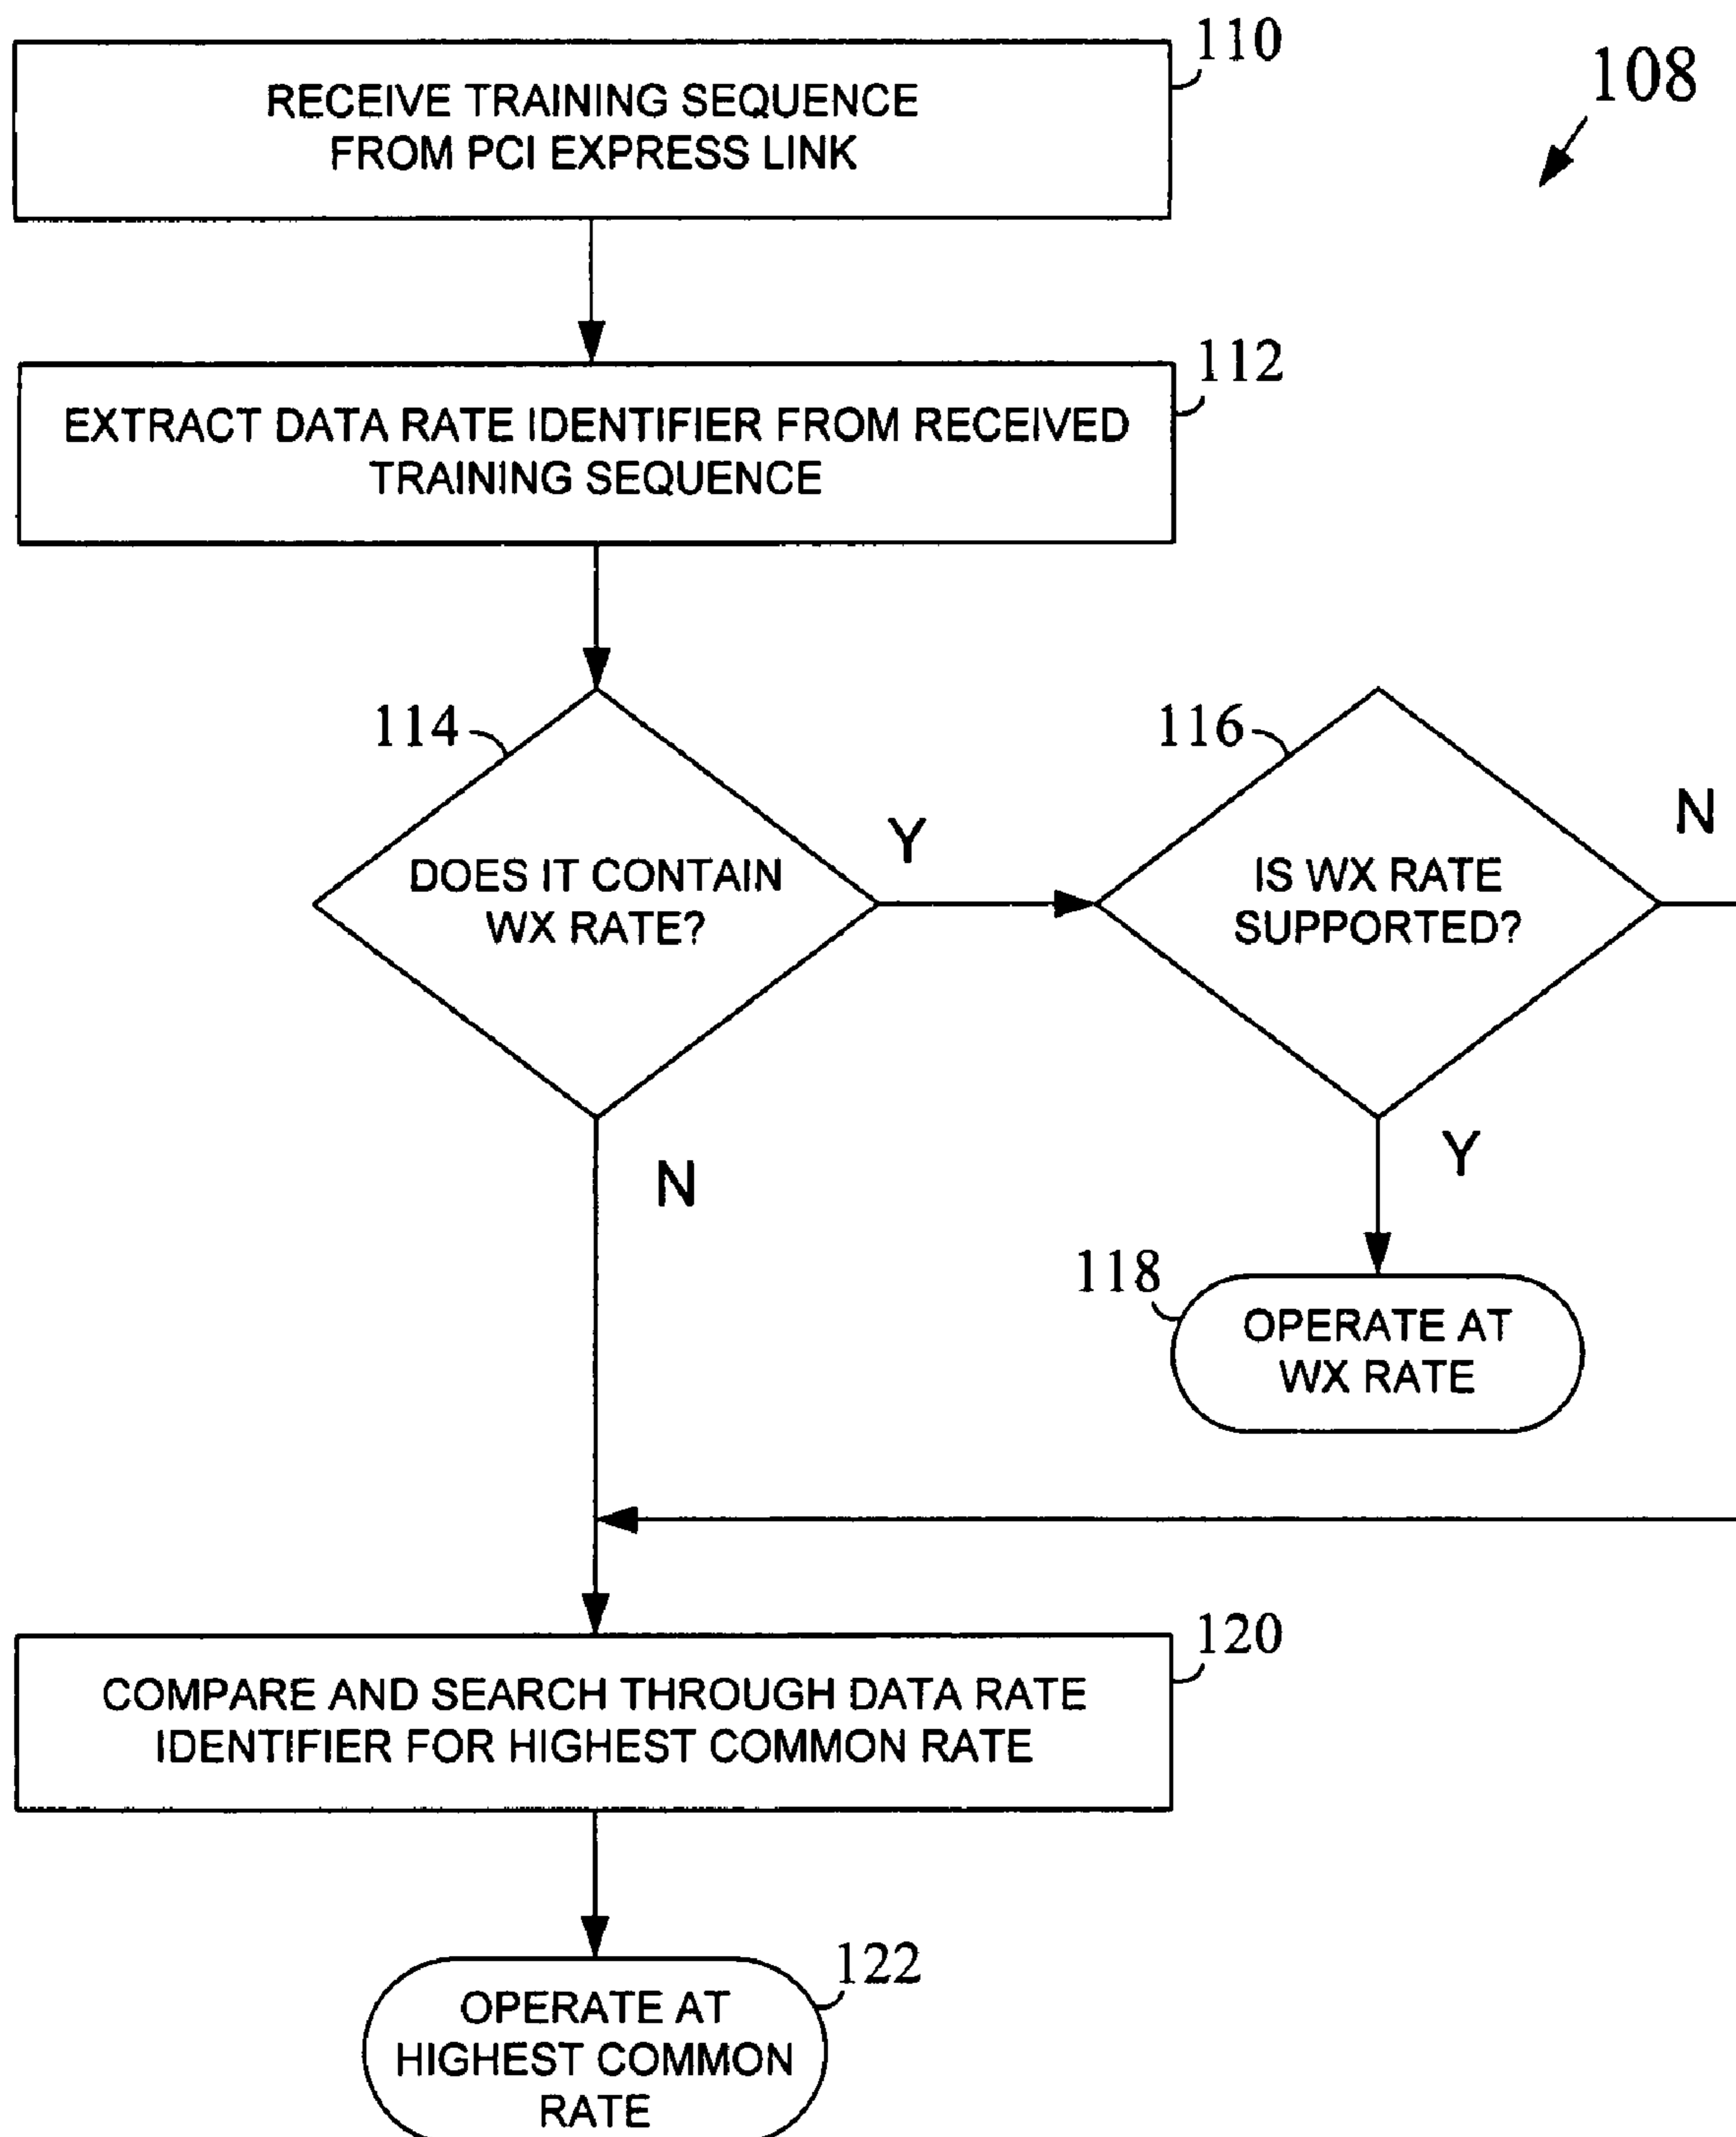 110
108
RECEIVE TRAINING SEQUENCE
FROM PCI EXPRESS LINK
112
EXTRACT DATA RATE IDENTIFIER FROM RECEIVED
TRAINING SEQUENCE
114
116
N
Y
DOES IT CONTAIN
WX RATE?
IS WX RATE
SUPPORTED?
N
Y
118
OPERATE AT
WX RATE
120
COMPARE AND SEARCH THROUGH DATA RATE
IDENTIFIER FOR HIGHEST COMMON RATE
122
OPERATE AT
HIGHEST COMMON
RATE